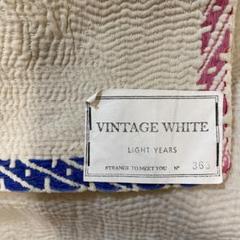 VINTAGE WHITE
LIGHT YEARS
STRANGE TO MEET YOU Nº 363